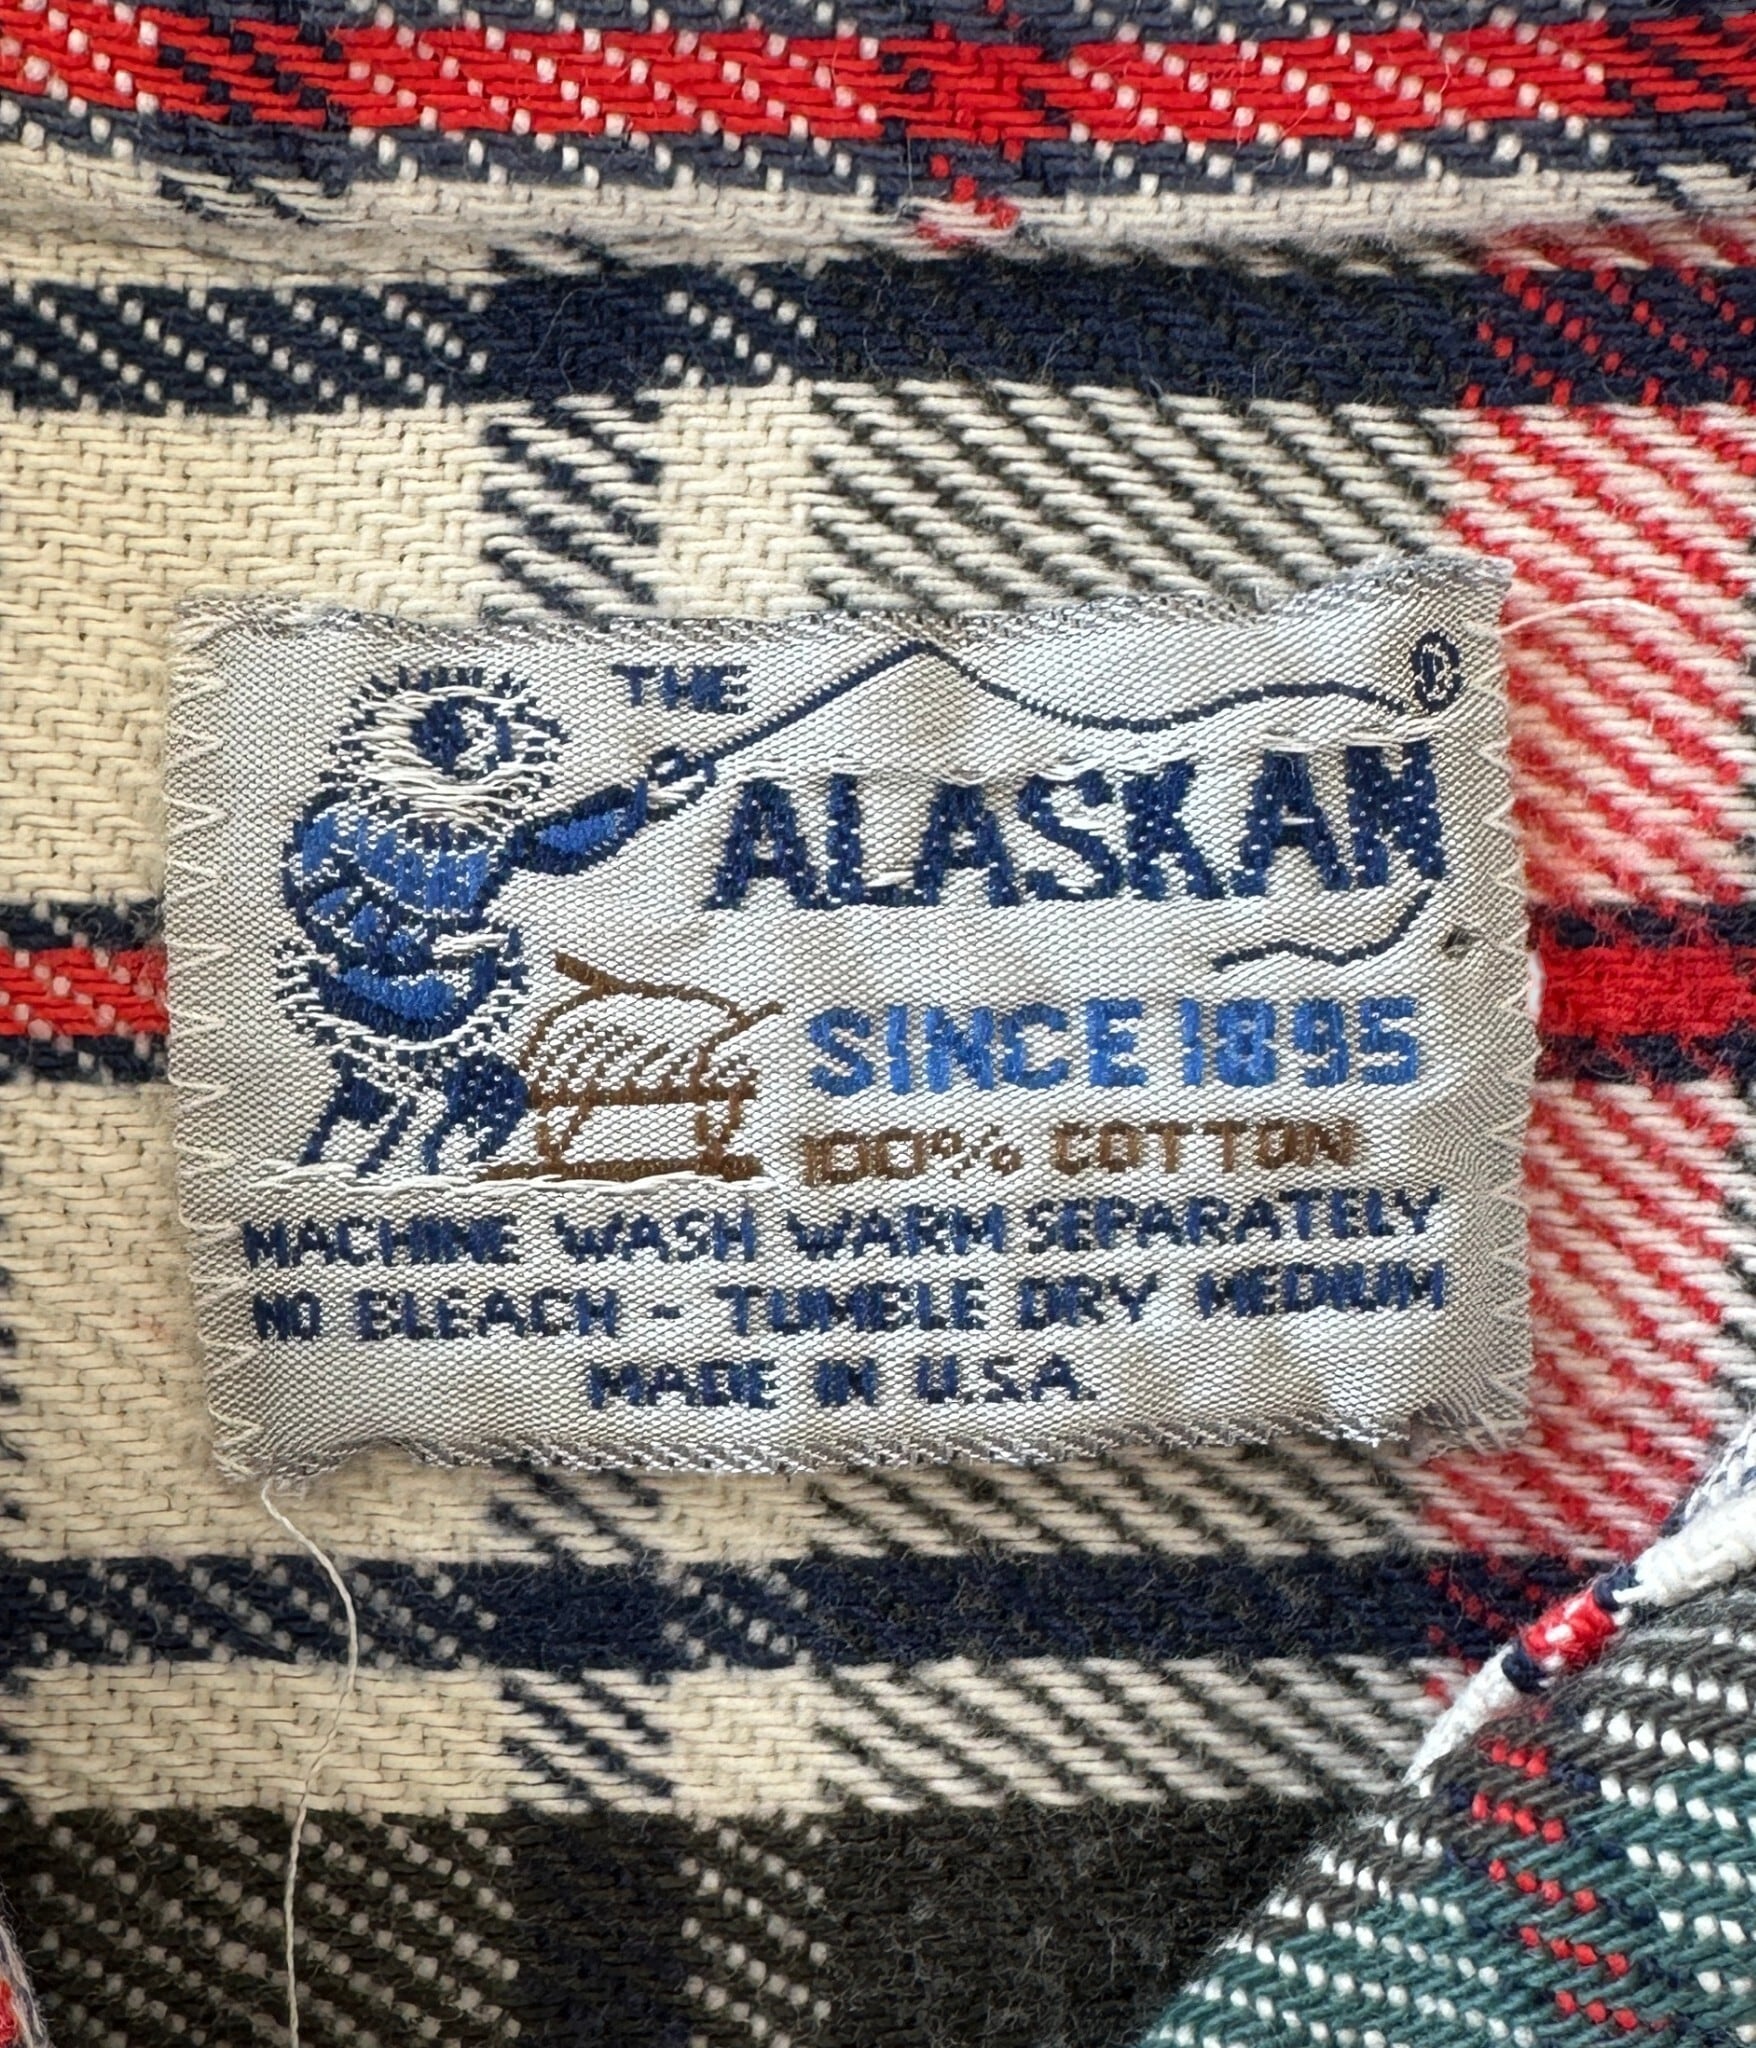 THE
ALASKAN®
SINCE 1895
100% COTTON
MACHINE WASH WARM SEPARATELY
NO BLEACH - TUMBLE DRY MEDIUM
MADE IN U.S.A.